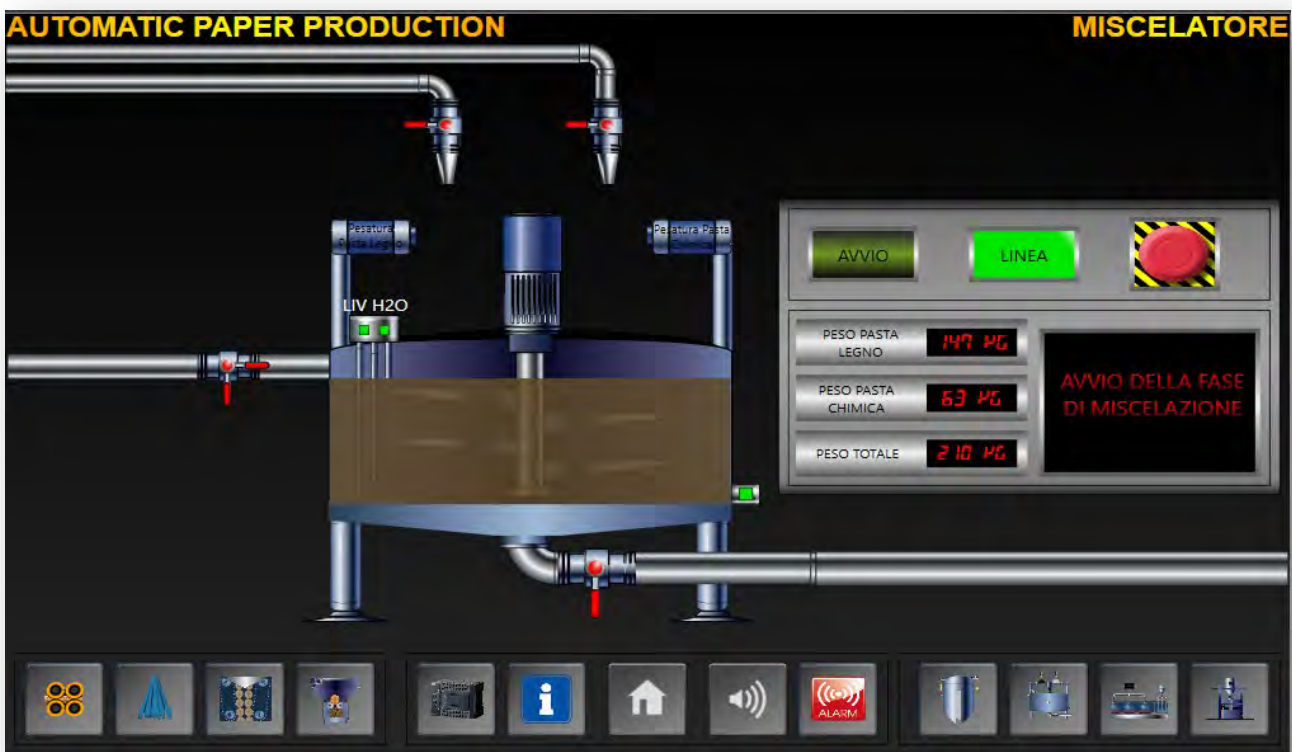 AUTOMATIC PAPER PRODUCTION
MISCELATORE
Pesatura
Pasta Legno
Pesatura Pasta
LIV H2O
AVVIO
LINEA
PESO PASTA
LEGNO
147 KG
PESO PASTA
CHIMICA
63 KG
PESO TOTALE
210 KG
AVVIO DELLA FASE
DI MISCELAZIONE
i
ALARM